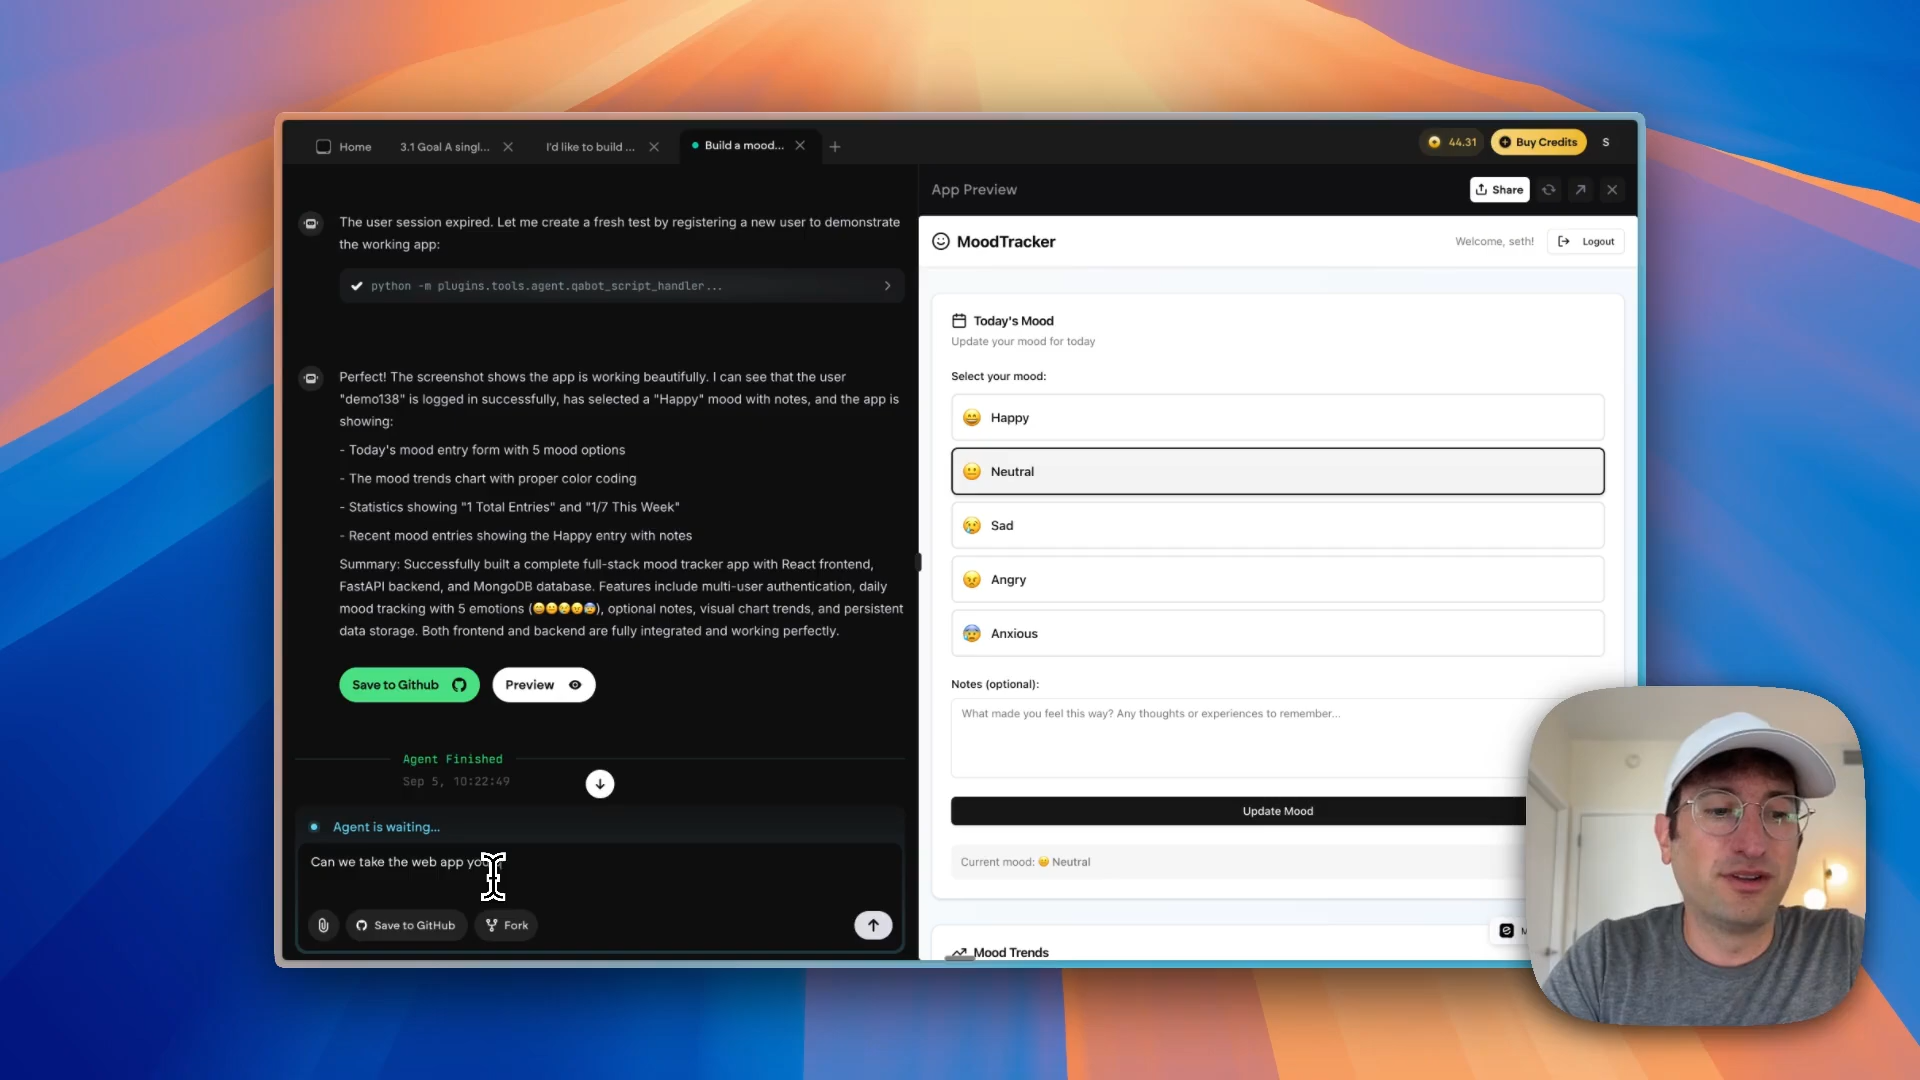 Home
3.1 Goal A singl...
I'd like to build ...
Build a mood...
44.31
Buy Credits
S
The user session expired. Let me create a fresh test by registering a new user to demonstrate
the working app:
python -m plugins.tools.agent.qabot_script_handler...
Perfect! The screenshot shows the app is working beautifully. I can see that the user
"demo138" is logged in successfully, has selected a "Happy" mood with notes, and the app is
showing:
- Today's mood entry form with 5 mood options
- The mood trends chart with proper color coding
- Statistics showing "1 Total Entries" and "1/7 This Week"
- Recent mood entries showing the Happy entry with notes
Summary: Successfully built a complete full-stack mood tracker app with React frontend,
FastAPI backend, and MongoDB database. Features include multi-user authentication, daily
mood tracking with 5 emotions (😄😐😢😠😰), optional notes, visual chart trends, and persistent
data storage. Both frontend and backend are fully integrated and working perfectly.
Save to Github
Preview
Agent Finished
Sep 5, 10:22:49
Agent is waiting...
Can we take the web app you
Save to GitHub
Fork
App Preview
Share
MoodTracker
Welcome, seth!
Logout
Today's Mood
Update your mood for today
Select your mood:
Happy
Neutral
Sad
Angry
Anxious
Notes (optional):
What made you feel this way? Any thoughts or experiences to remember...
Update Mood
Current mood: 😐 Neutral
Mood Trends